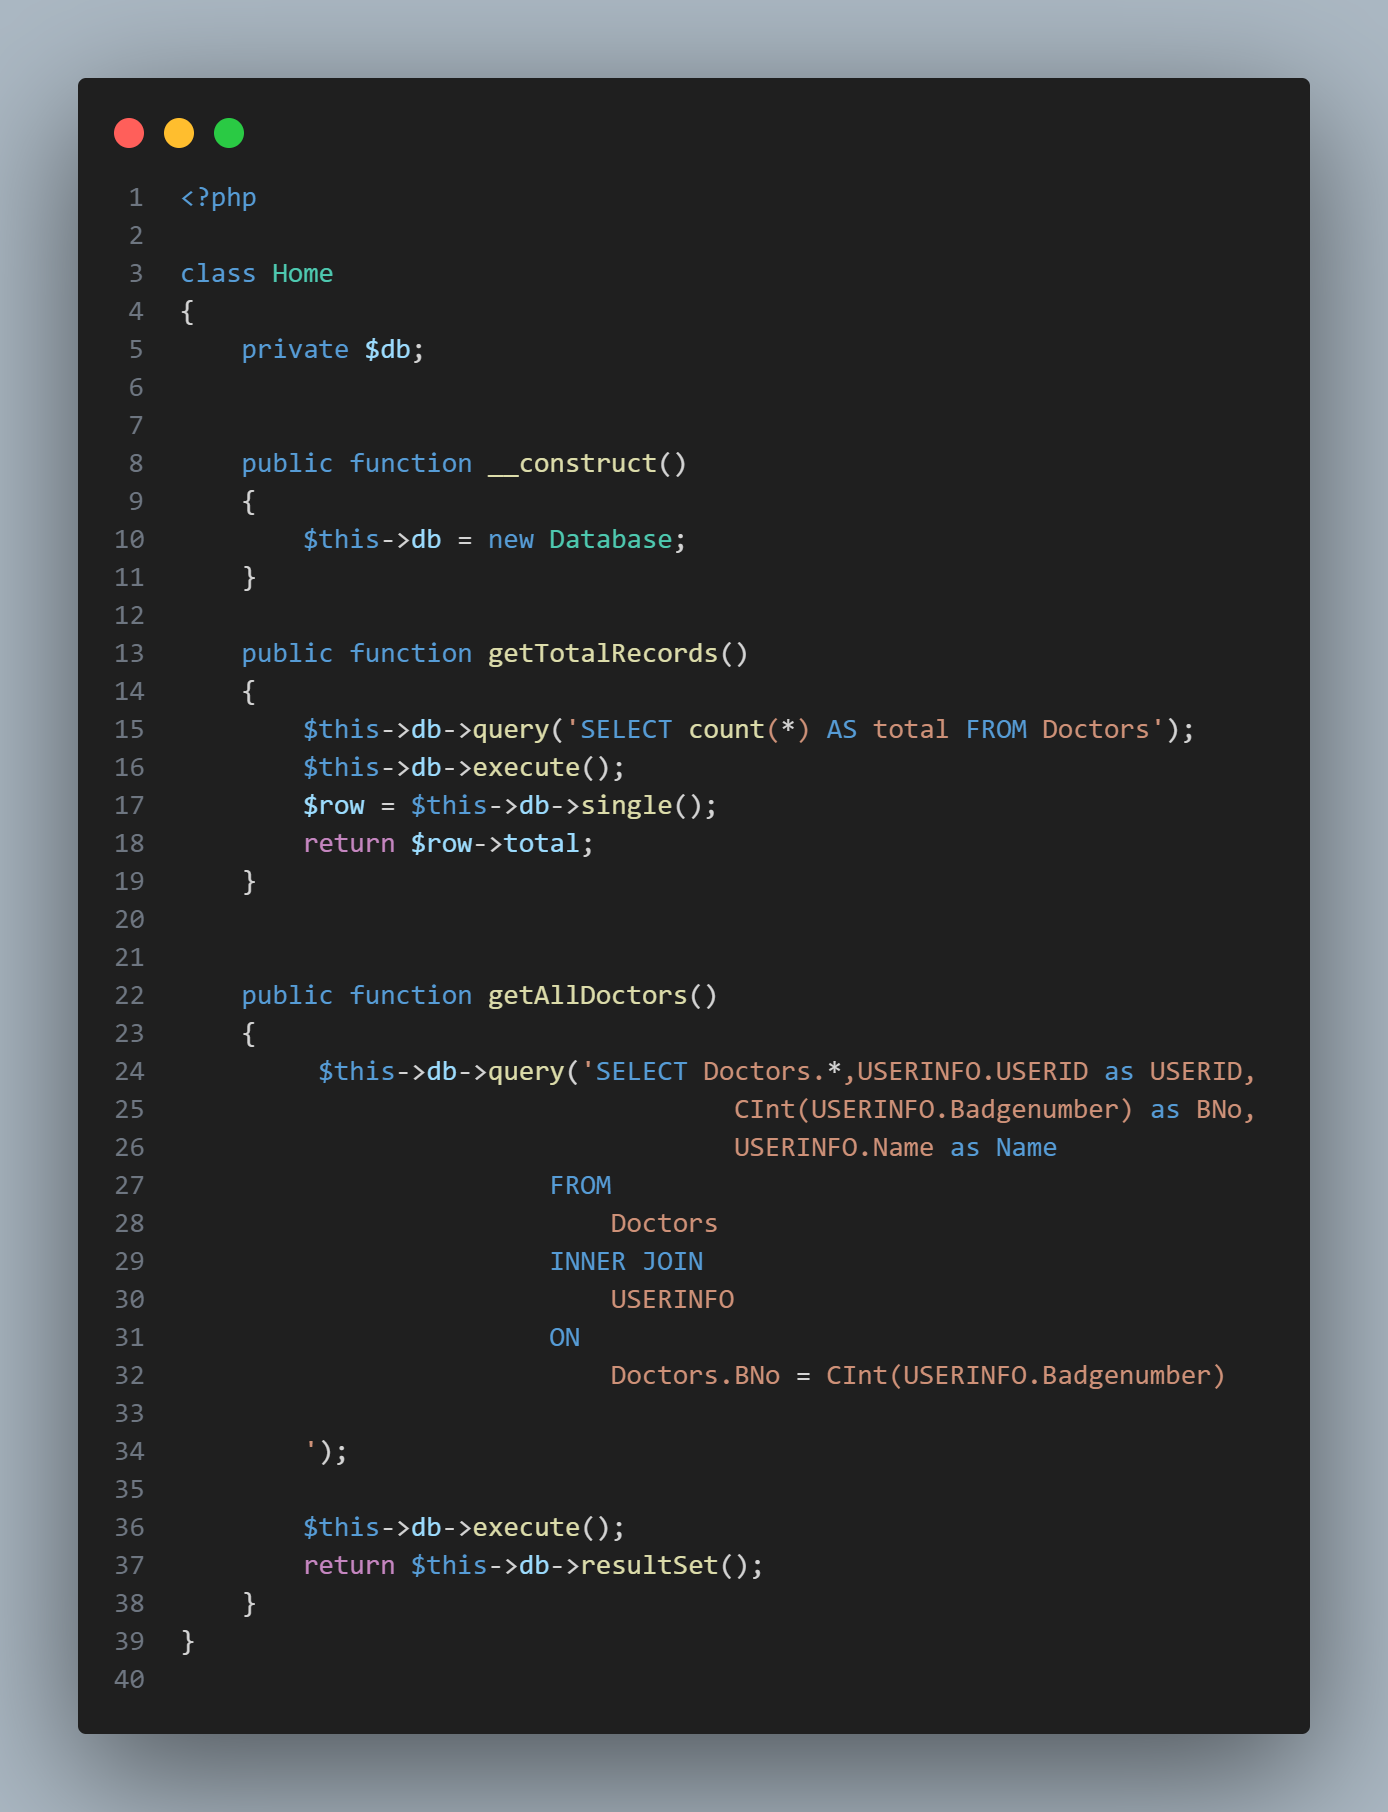 1 <?php
2
3 class Home
4 {
5     private $db;
6
7
8     public function __construct()
9     {
10         $this->db = new Database;
11     }
12
13     public function getTotalRecords()
14     {
15         $this->db->query('SELECT count(*) AS total FROM Doctors');
16         $this->db->execute();
17         $row = $this->db->single();
18         return $row->total;
19     }
20
21
22     public function getAllDoctors()
23     {
24          $this->db->query('SELECT Doctors.*,USERINFO.USERID as USERID,
25                                     CInt(USERINFO.Badgenumber) as BNo,
26                                     USERINFO.Name as Name
27                         FROM
28                             Doctors
29                         INNER JOIN
30                             USERINFO
31                         ON
32                             Doctors.BNo = CInt(USERINFO.Badgenumber)
33
34         ');
35
36         $this->db->execute();
37         return $this->db->resultSet();
38     }
39 }
40